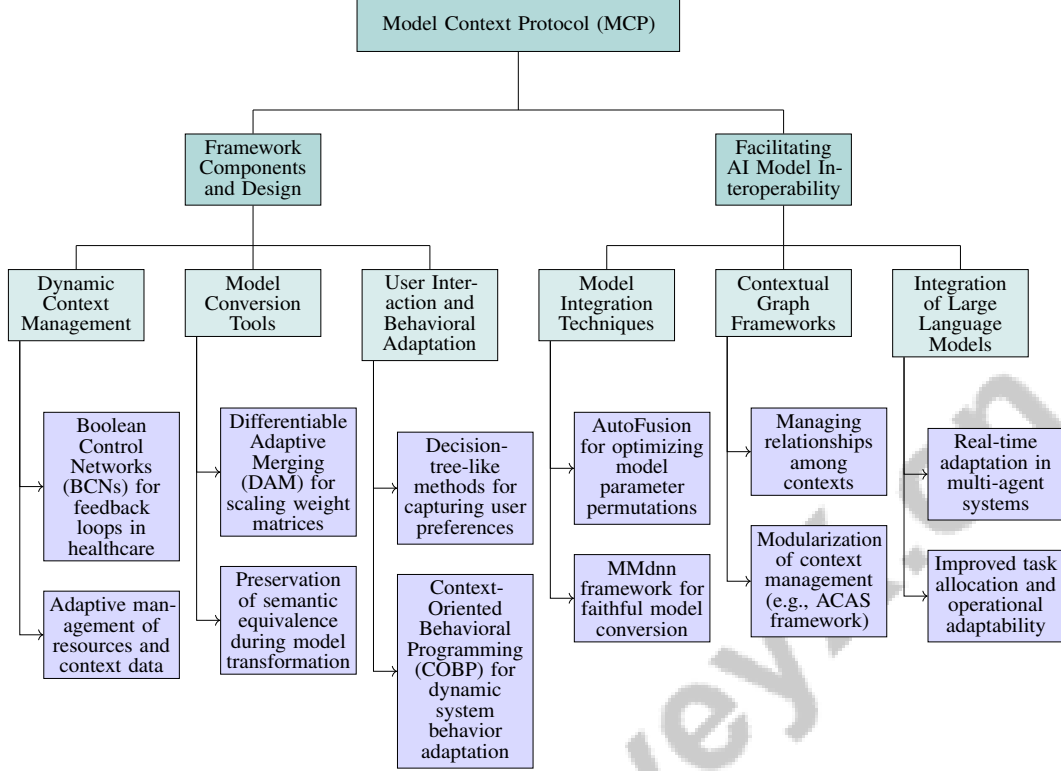 Model Context Protocol (MCP)
Framework
Components
and Design
Facilitating
AI Model In-
teroperability
Dynamic
Context
Management
Model
Conversion
Tools
User Inter-
action and
Behavioral
Adaptation
Model
Integration
Techniques
Contextual
Graph
Frameworks
Integration
of Large
Language
Models
Boolean
Control
Networks
(BCNs) for
feedback
loops in
healthcare
Adaptive man-
agement of
resources and
context data
Differentiable
Adaptive
Merging
(DAM) for
scaling weight
matrices
Preservation
of semantic
equivalence
during model
transformation
Decision-
tree-like
methods for
capturing user
preferences
Context-
Oriented
Behavioral
Programming
(COBP) for
dynamic
system
behavior
adaptation
AutoFusion
for optimizing
model
parameter
permutations
MMdnn
framework for
faithful model
conversion
Managing
relationships
among
contexts
Modularization
of context
management
(e.g., ACAS
framework)
Real-time
adaptation in
multi-agent
systems
Improved task
allocation and
operational
adaptability